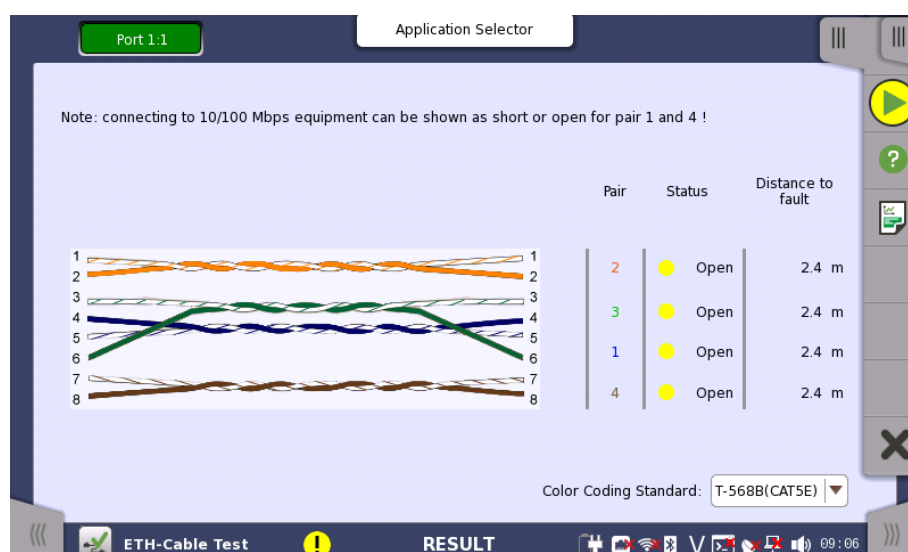 Port 1:1
Application Selector
Note: connecting to 10/100 Mbps equipment can be shown as short or open for pair 1 and 4 !
Pair Status Distance to
fault
1 1
2 2
2 Open 2.4 m
3 3
3 Open 2.4 m
4 4
5 5
1 Open 2.4 m
6 6
7 7
8 8
4 Open 2.4 m
Color Coding Standard: T-568B(CAT5E)
ETH-Cable Test ! RESULT V 09:06
?